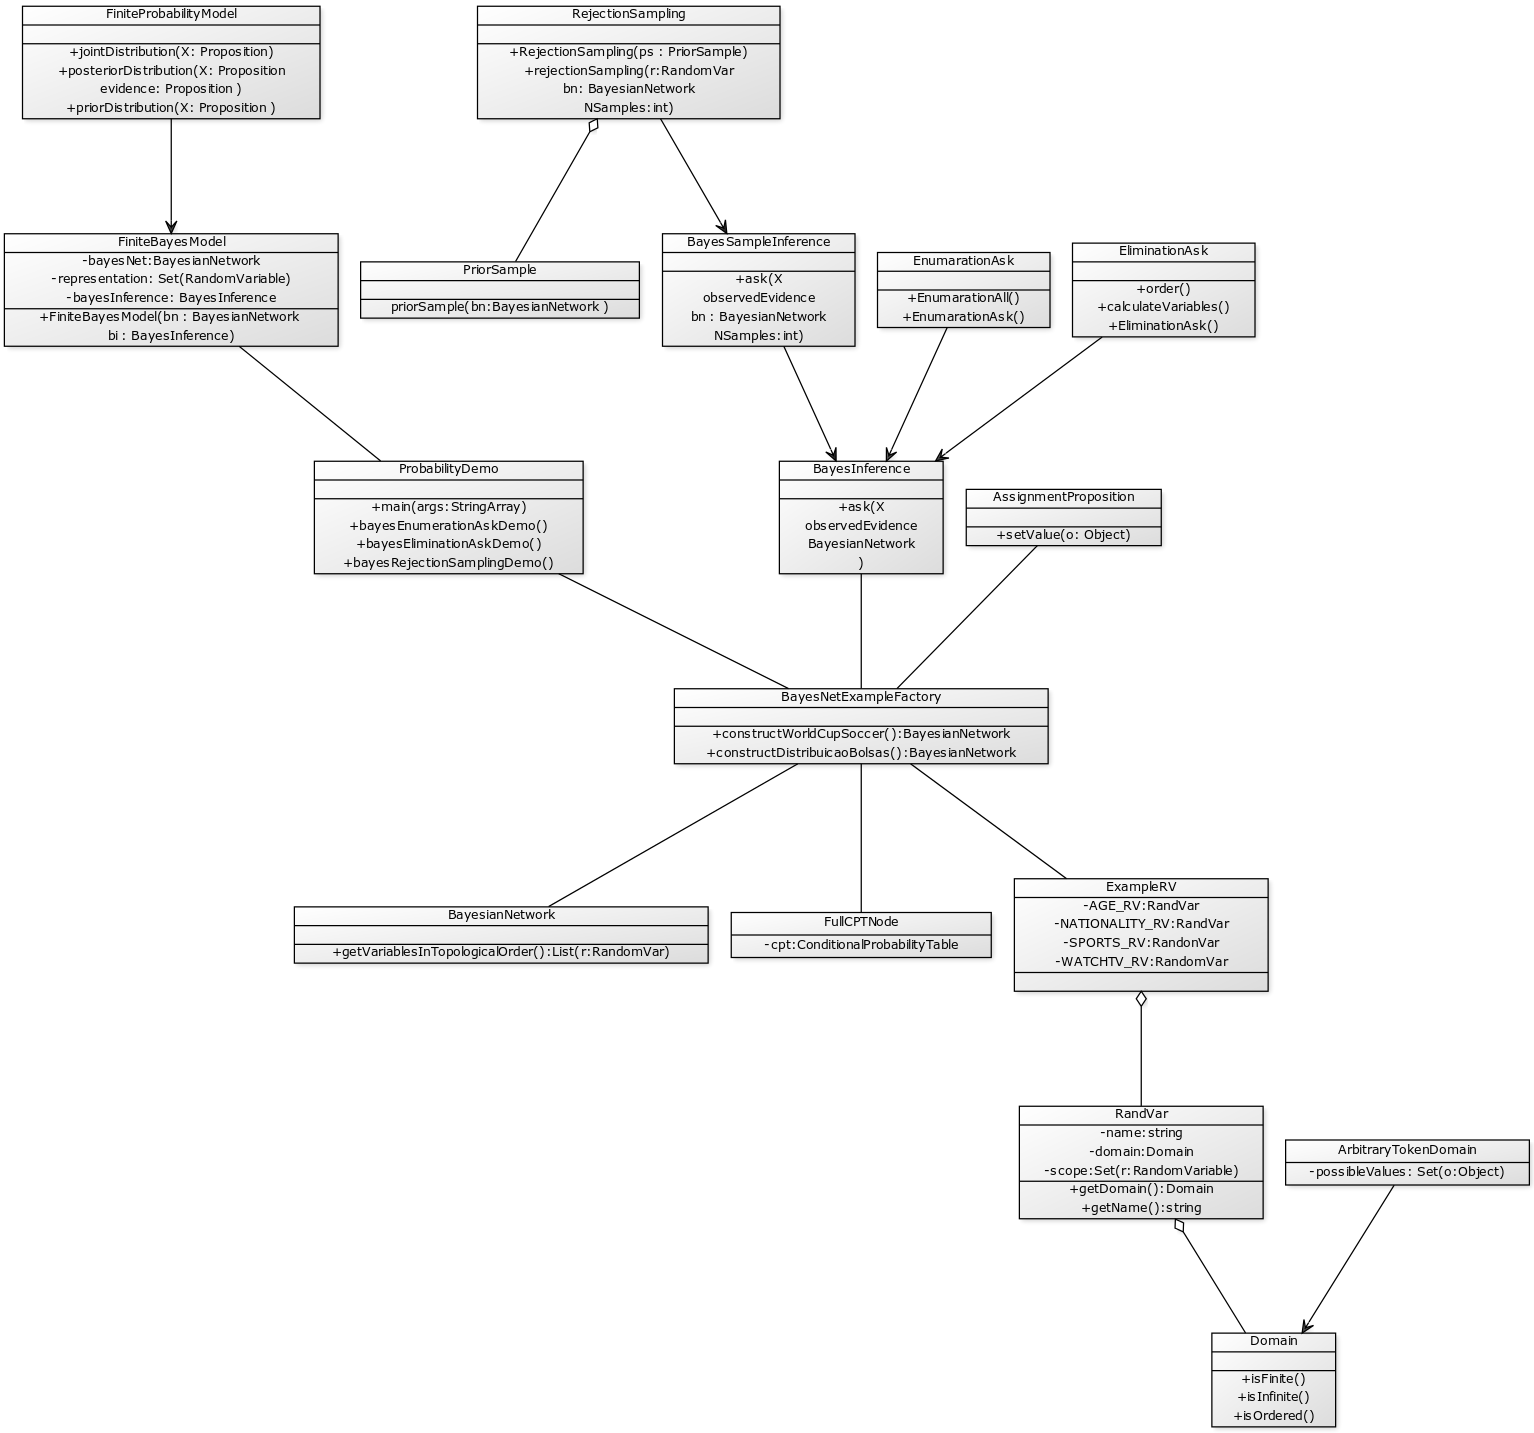 FiniteProbabilityModel
+jointDistribution(X: Proposition)
+posteriorDistribution(X: Proposition
evidence: Proposition )
+priorDistribution(X: Proposition )
RejectionSampling
+RejectionSampling(ps : PriorSample)
+rejectionSampling(r:RandomVar
bn: BayesianNetwork
NSamples:int)
FiniteBayesModel
-bayesNet:BayesianNetwork
-representation: Set(RandomVariable)
-bayesInference: BayesInference
+FiniteBayesModel(bn : BayesianNetwork
bi : BayesInference)
PriorSample
priorSample(bn:BayesianNetwork )
BayesSampleInference
+ask(X
observedEvidence
bn : BayesianNetwork
NSamples:int)
EnumarationAsk
+EnumarationAll()
+EnumarationAsk()
EliminationAsk
+order()
+calculateVariables()
+EliminationAsk()
ProbabilityDemo
+main(args:StringArray)
+bayesEnumerationAskDemo()
+bayesEliminationAskDemo()
+bayesRejectionSamplingDemo()
BayesInference
+ask(X
observedEvidence
BayesianNetwork
)
AssignmentProposition
+setValue(o: Object)
BayesNetExampleFactory
+constructWorldCupSoccer():BayesianNetwork
+constructDistribuicaoBolsas():BayesianNetwork
BayesianNetwork
+getVariablesInTopologicalOrder():List(r:RandomVar)
FullCPTNode
-cpt:ConditionalProbabilityTable
ExampleRV
-AGE_RV:RandVar
-NATIONALITY_RV:RandVar
-SPORTS_RV:RandonVar
-WATCHTV_RV:RandomVar
RandVar
-name:string
-domain:Domain
-scope:Set(r:RandomVariable)
+getDomain():Domain
+getName():string
ArbitraryTokenDomain
-possibleValues: Set(o:Object)
Domain
+isFinite()
+isInfinite()
+isOrdered()